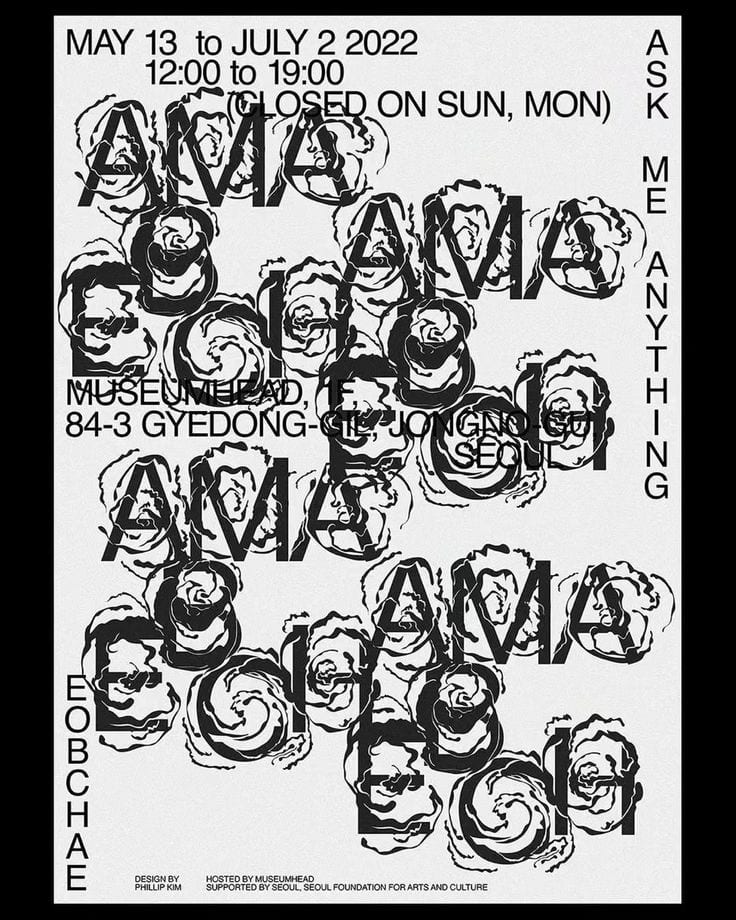 MAY 13 to JULY 2 2022
12:00 to 19:00
(CLOSED ON SUN, MON)
ASK ME ANYTHING
AMA
AMA
MUSEUMHEAD, 1F,
84-3 GYEDONG-GIL, JONGNO-GU,
SEOUL
AMA
AMA
EOBCHAE
DESIGN BY
PHILLIP KIM
HOSTED BY MUSEUMHEAD
SUPPORTED BY SEOUL, SEOUL FOUNDATION FOR ARTS AND CULTURE